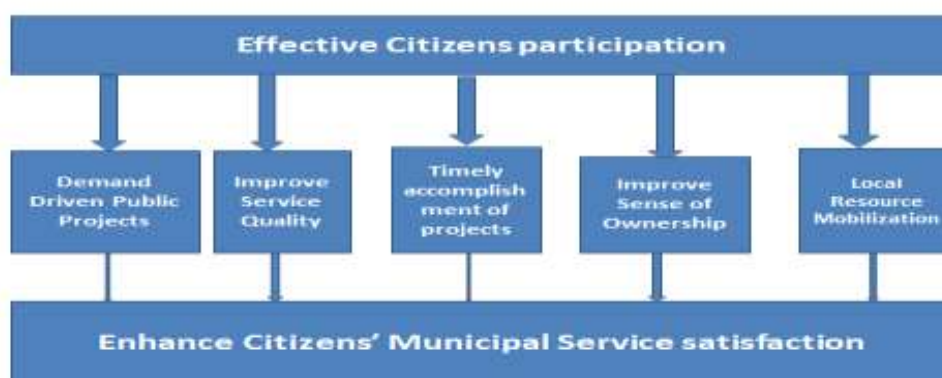 Effective Citizens participation
Demand
Driven Public
Projects
Improve
Service
Quality
Timely
accomplish
ment of
projects
Improve
Sense of
Ownership
Local
Resource
Mobilization
Enhance Citizens’ Municipal Service satisfaction